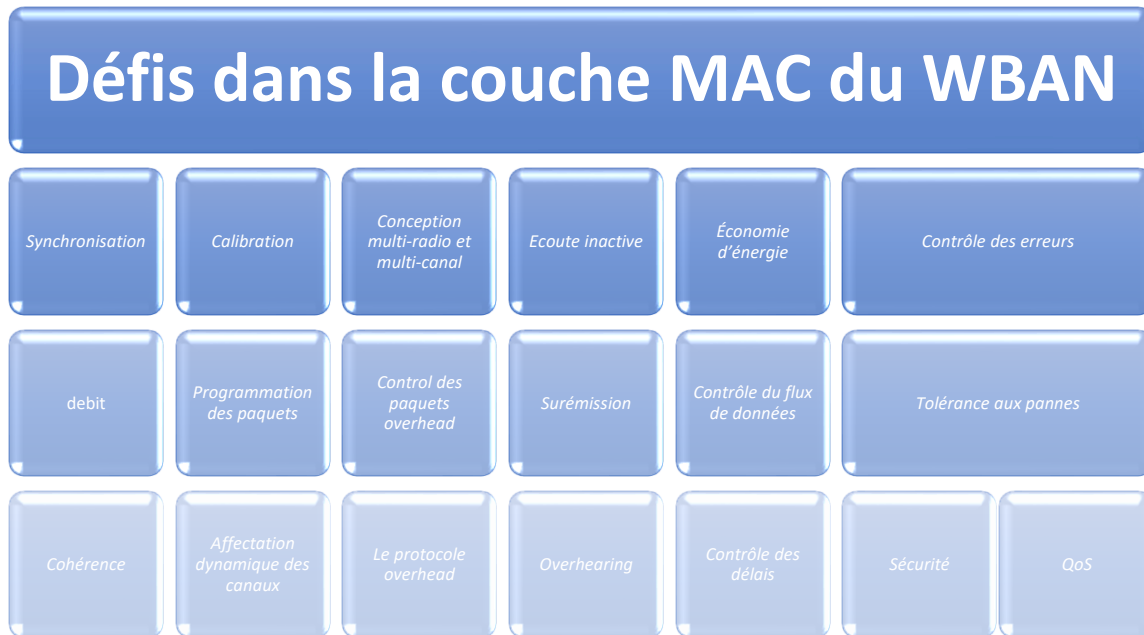 Défis dans la couche MAC du WBAN
Synchronisation
Calibration
Conception
multi-radio et
multi-canal
Ecoute inactive
Économie
d’énergie
Contrôle des erreurs
debit
Programmation
des paquets
Control des
paquets
overhead
Surémission
Contrôle du flux
de données
Tolérance aux pannes
Cohérence
Affectation
dynamique des
canaux
Le protocole
overhead
Overhearing
Contrôle des
délais
Sécurité
QoS